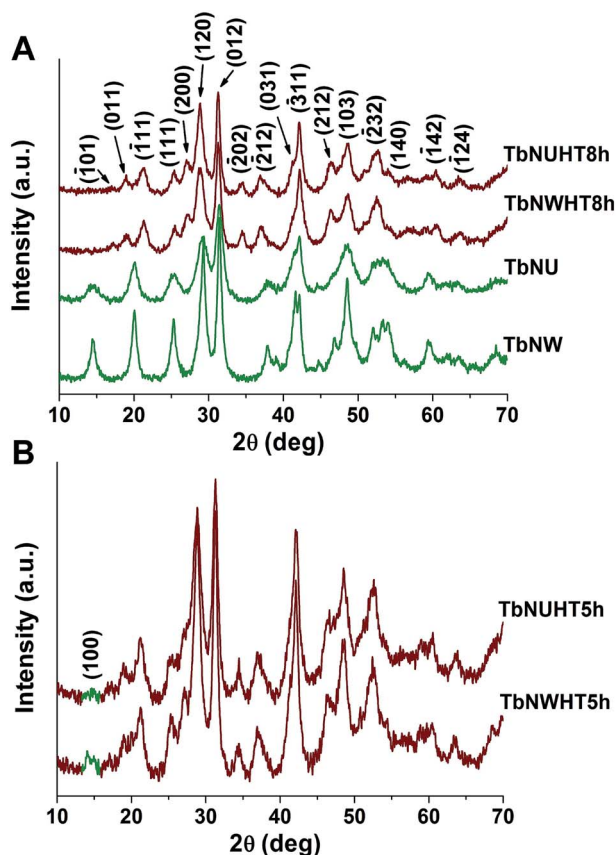 A
(1̄01)
(011)
(1̄11)
(111)
(200)
(120)
(012)
(2̄02)
(2̄12)
(031)
(3̄11)
(212)
(103)
(2̄32)
(140)
(1̄42)
(1̄24)
TbNUHT8h
TbNWHT8h
TbNU
TbNW
Intensity (a.u.)
10 20 30 40 50 60 70
2θ (deg)
B
(100)
TbNUHT5h
TbNWHT5h
Intensity (a.u.)
10 20 30 40 50 60 70
2θ (deg)